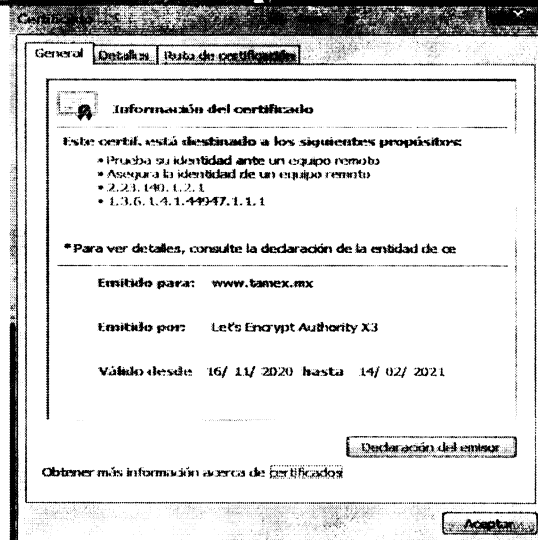 Certificado
General Detalles Ruta de certificación
Información del certificado
Este certif. está destinado a los siguientes propósitos:
• Prueba su identidad ante un equipo remoto
• Asegura la identidad de un equipo remoto
• 2.23.140.1.2.1
• 1.3.6.1.4.1.44947.1.1.1
* Para ver detalles, consulte la declaración de la entidad de ce
Emitido para: www.tamex.mx
Emitido por: Let's Encrypt Authority X3
Válido desde 16/ 11/ 2020 hasta 14/ 02/ 2021
Declaración del emisor
Obtener más información acerca de certificados
Aceptar